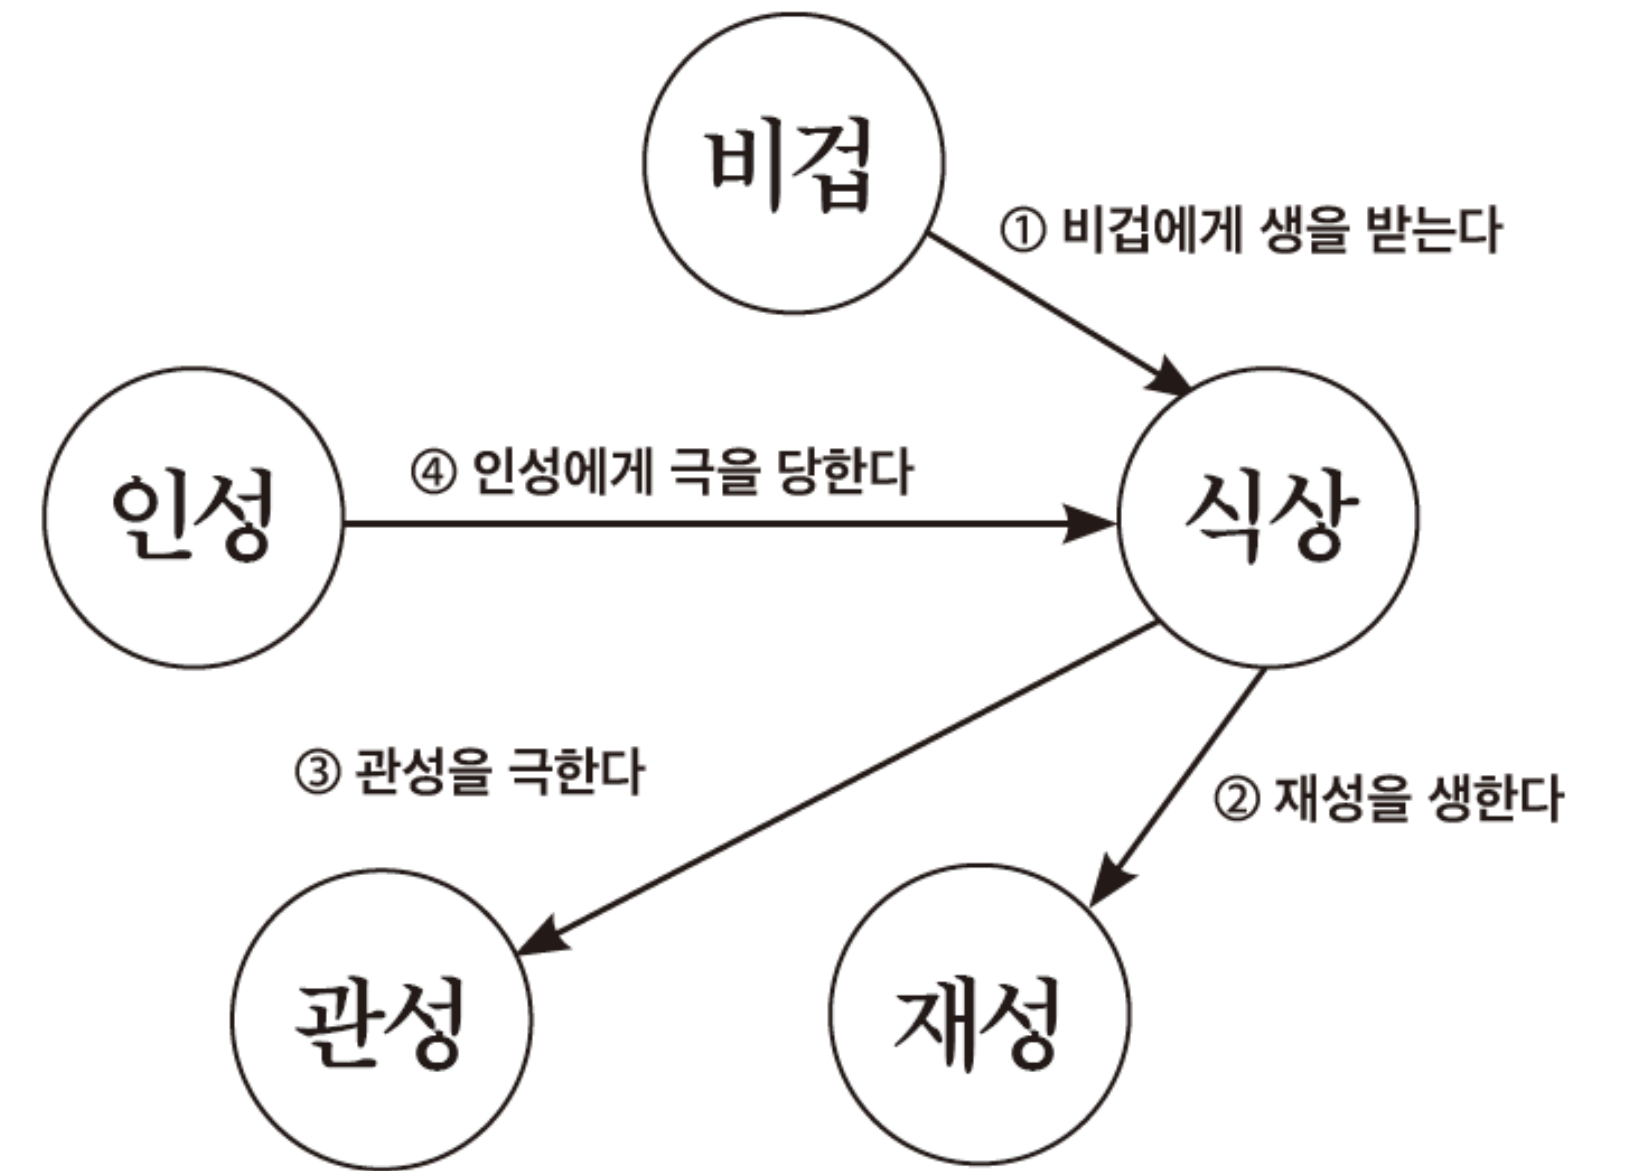 비겁
① 비겁에게 생을 받는다
인성
④ 인성에게 극을 당한다
식상
③ 관성을 극한다
② 재성을 생한다
관성
재성